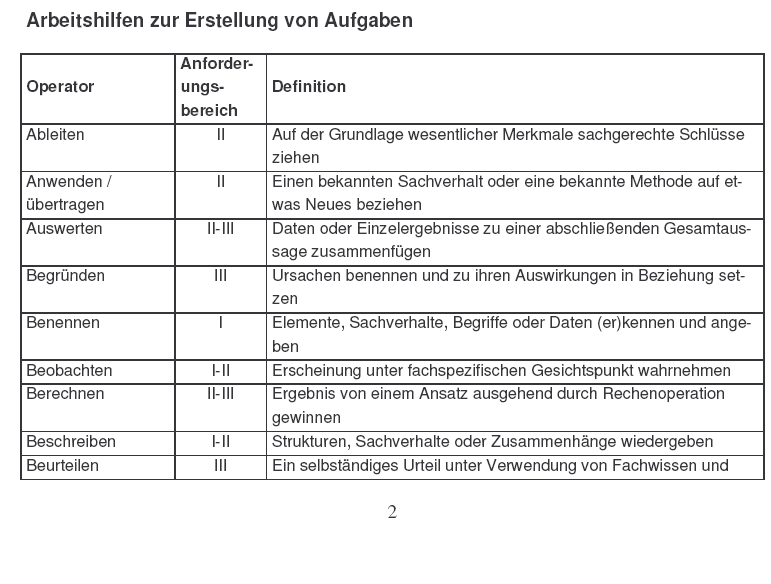 Arbeitshilfen zur Erstellung von Aufgaben
Operator Anforder-
ungs-
bereich Definition
Ableiten II Auf der Grundlage wesentlicher Merkmale sachgerechte Schlüsse
ziehen
Anwenden / II Einen bekannten Sachverhalt oder eine bekannte Methode auf et-
übertragen was Neues beziehen
Auswerten II-III Daten oder Einzelergebnisse zu einer abschließenden Gesamtaus-
sage zusammenfügen
Begründen III Ursachen benennen und zu ihren Auswirkungen in Beziehung set-
zen
Benennen I Elemente, Sachverhalte, Begriffe oder Daten (er)kennen und ange-
ben
Beobachten I-II Erscheinung unter fachspezifischen Gesichtspunkt wahrnehmen
Berechnen II-III Ergebnis von einem Ansatz ausgehend durch Rechenoperation
gewinnen
Beschreiben I-II Strukturen, Sachverhalte oder Zusammenhänge wiedergeben
Beurteilen III Ein selbständiges Urteil unter Verwendung von Fachwissen und
2